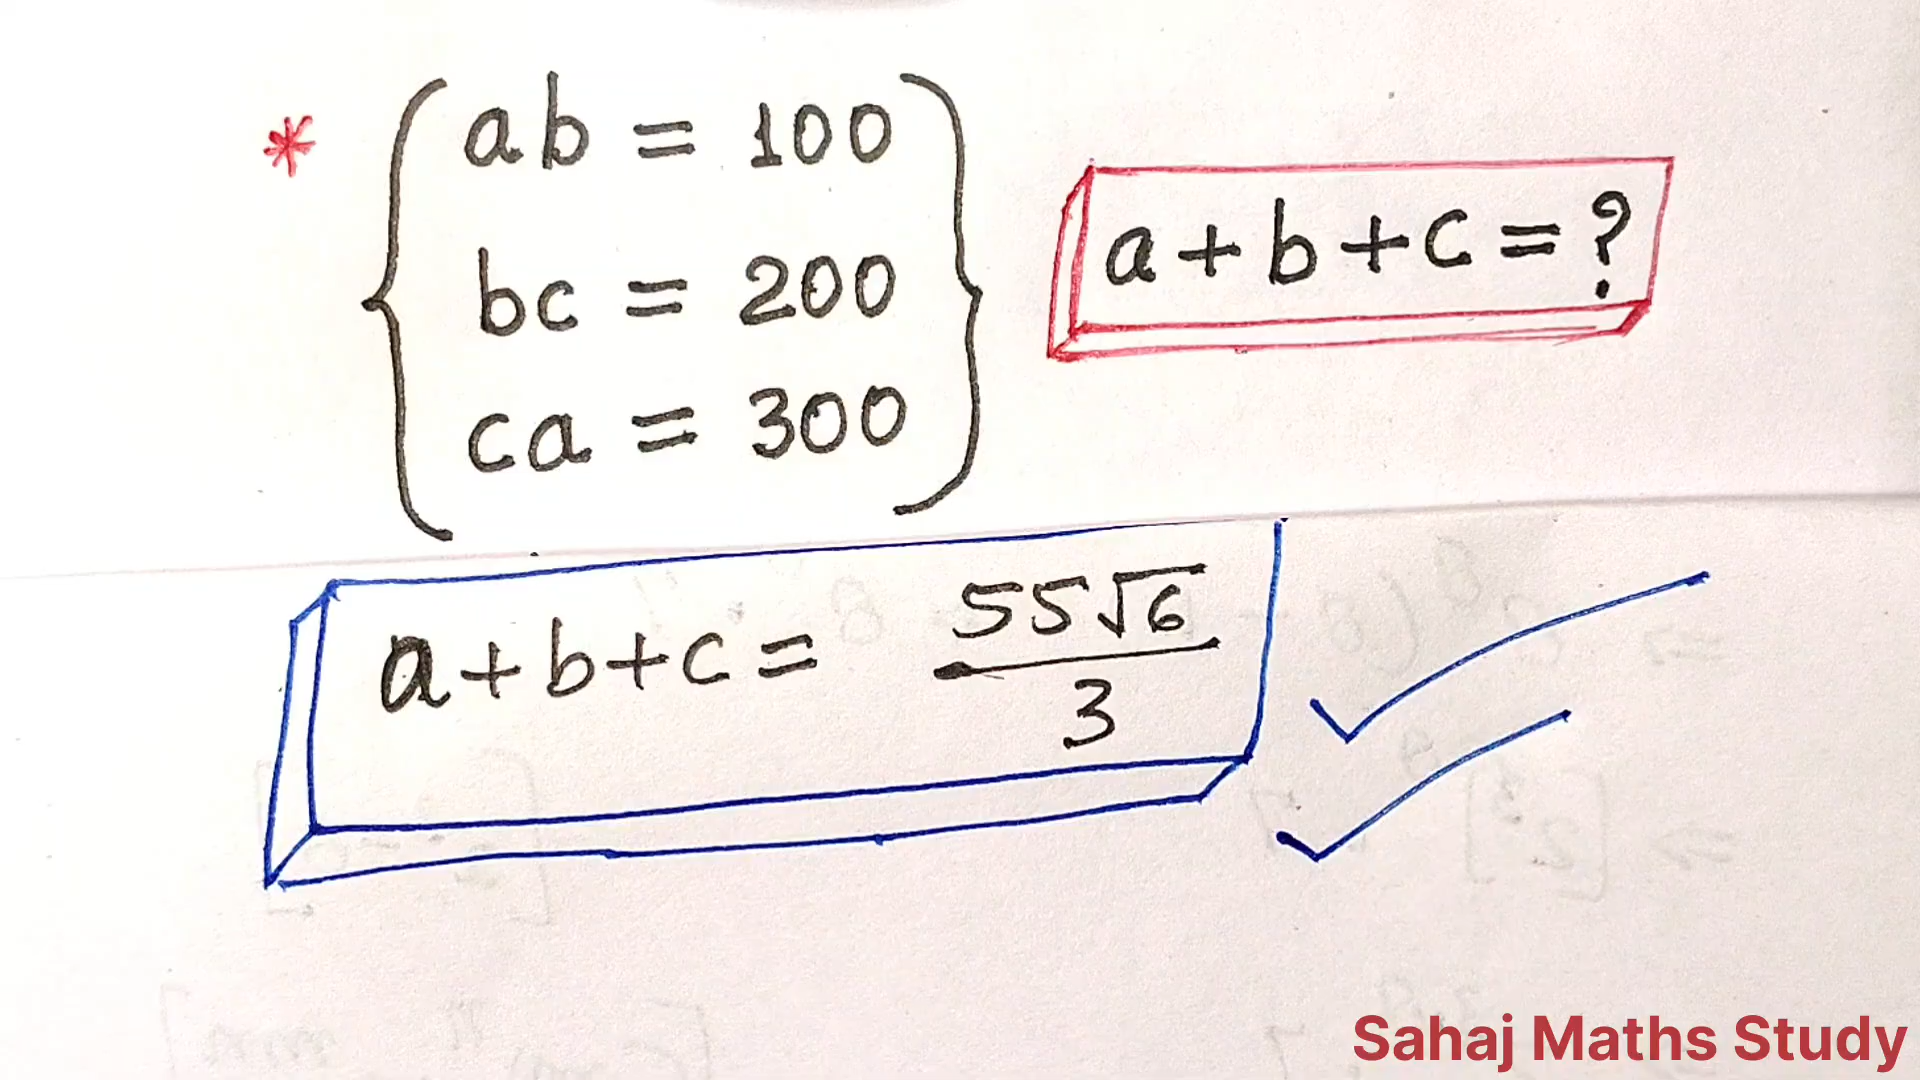 * { ab = 100
bc = 200
ca = 300 }
a + b + c = ?
a + b + c = 55√6 / 3
Sahaj Maths Study